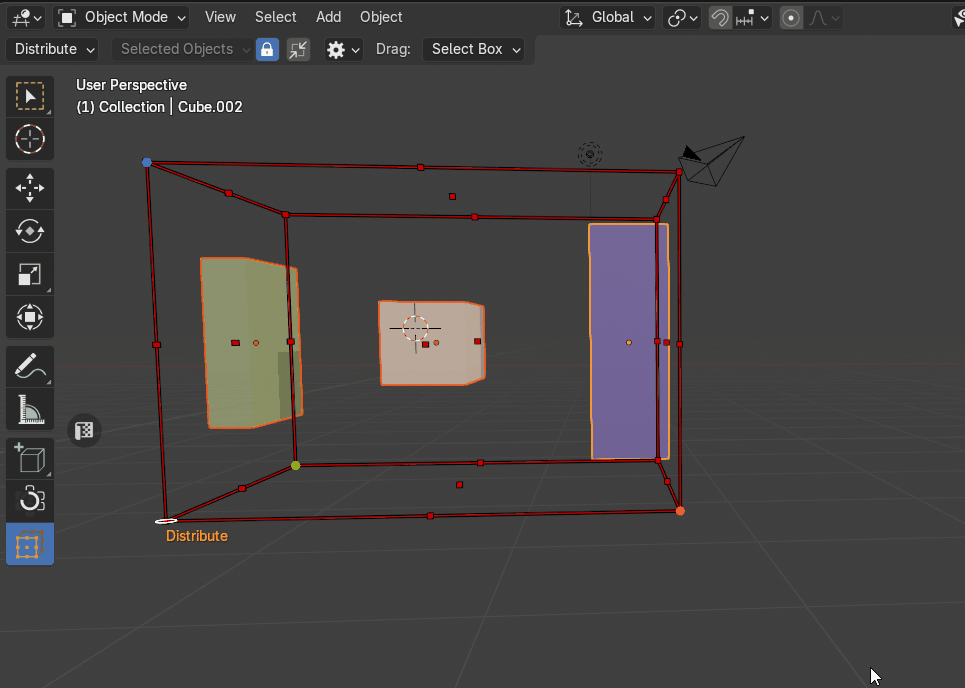 Object Mode View Select Add Object Global
Distribute Selected Objects Drag: Select Box
User Perspective
(1) Collection | Cube.002
Distribute